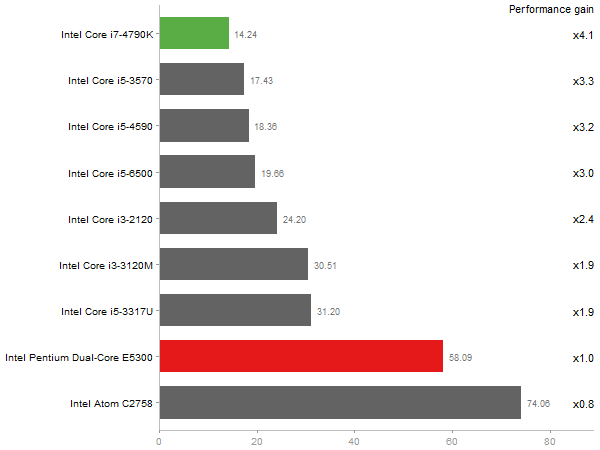 Performance gain
Intel Core i7-4790K 14.24 x4.1
Intel Core i5-3570 17.43 x3.3
Intel Core i5-4590 18.36 x3.2
Intel Core i5-6500 19.66 x3.0
Intel Core i3-2120 24.20 x2.4
Intel Core i3-3120M 30.51 x1.9
Intel Core i5-3317U 31.20 x1.9
Intel Pentium Dual-Core E5300 58.09 x1.0
Intel Atom C2758 74.06 x0.8
0 20 40 60 80